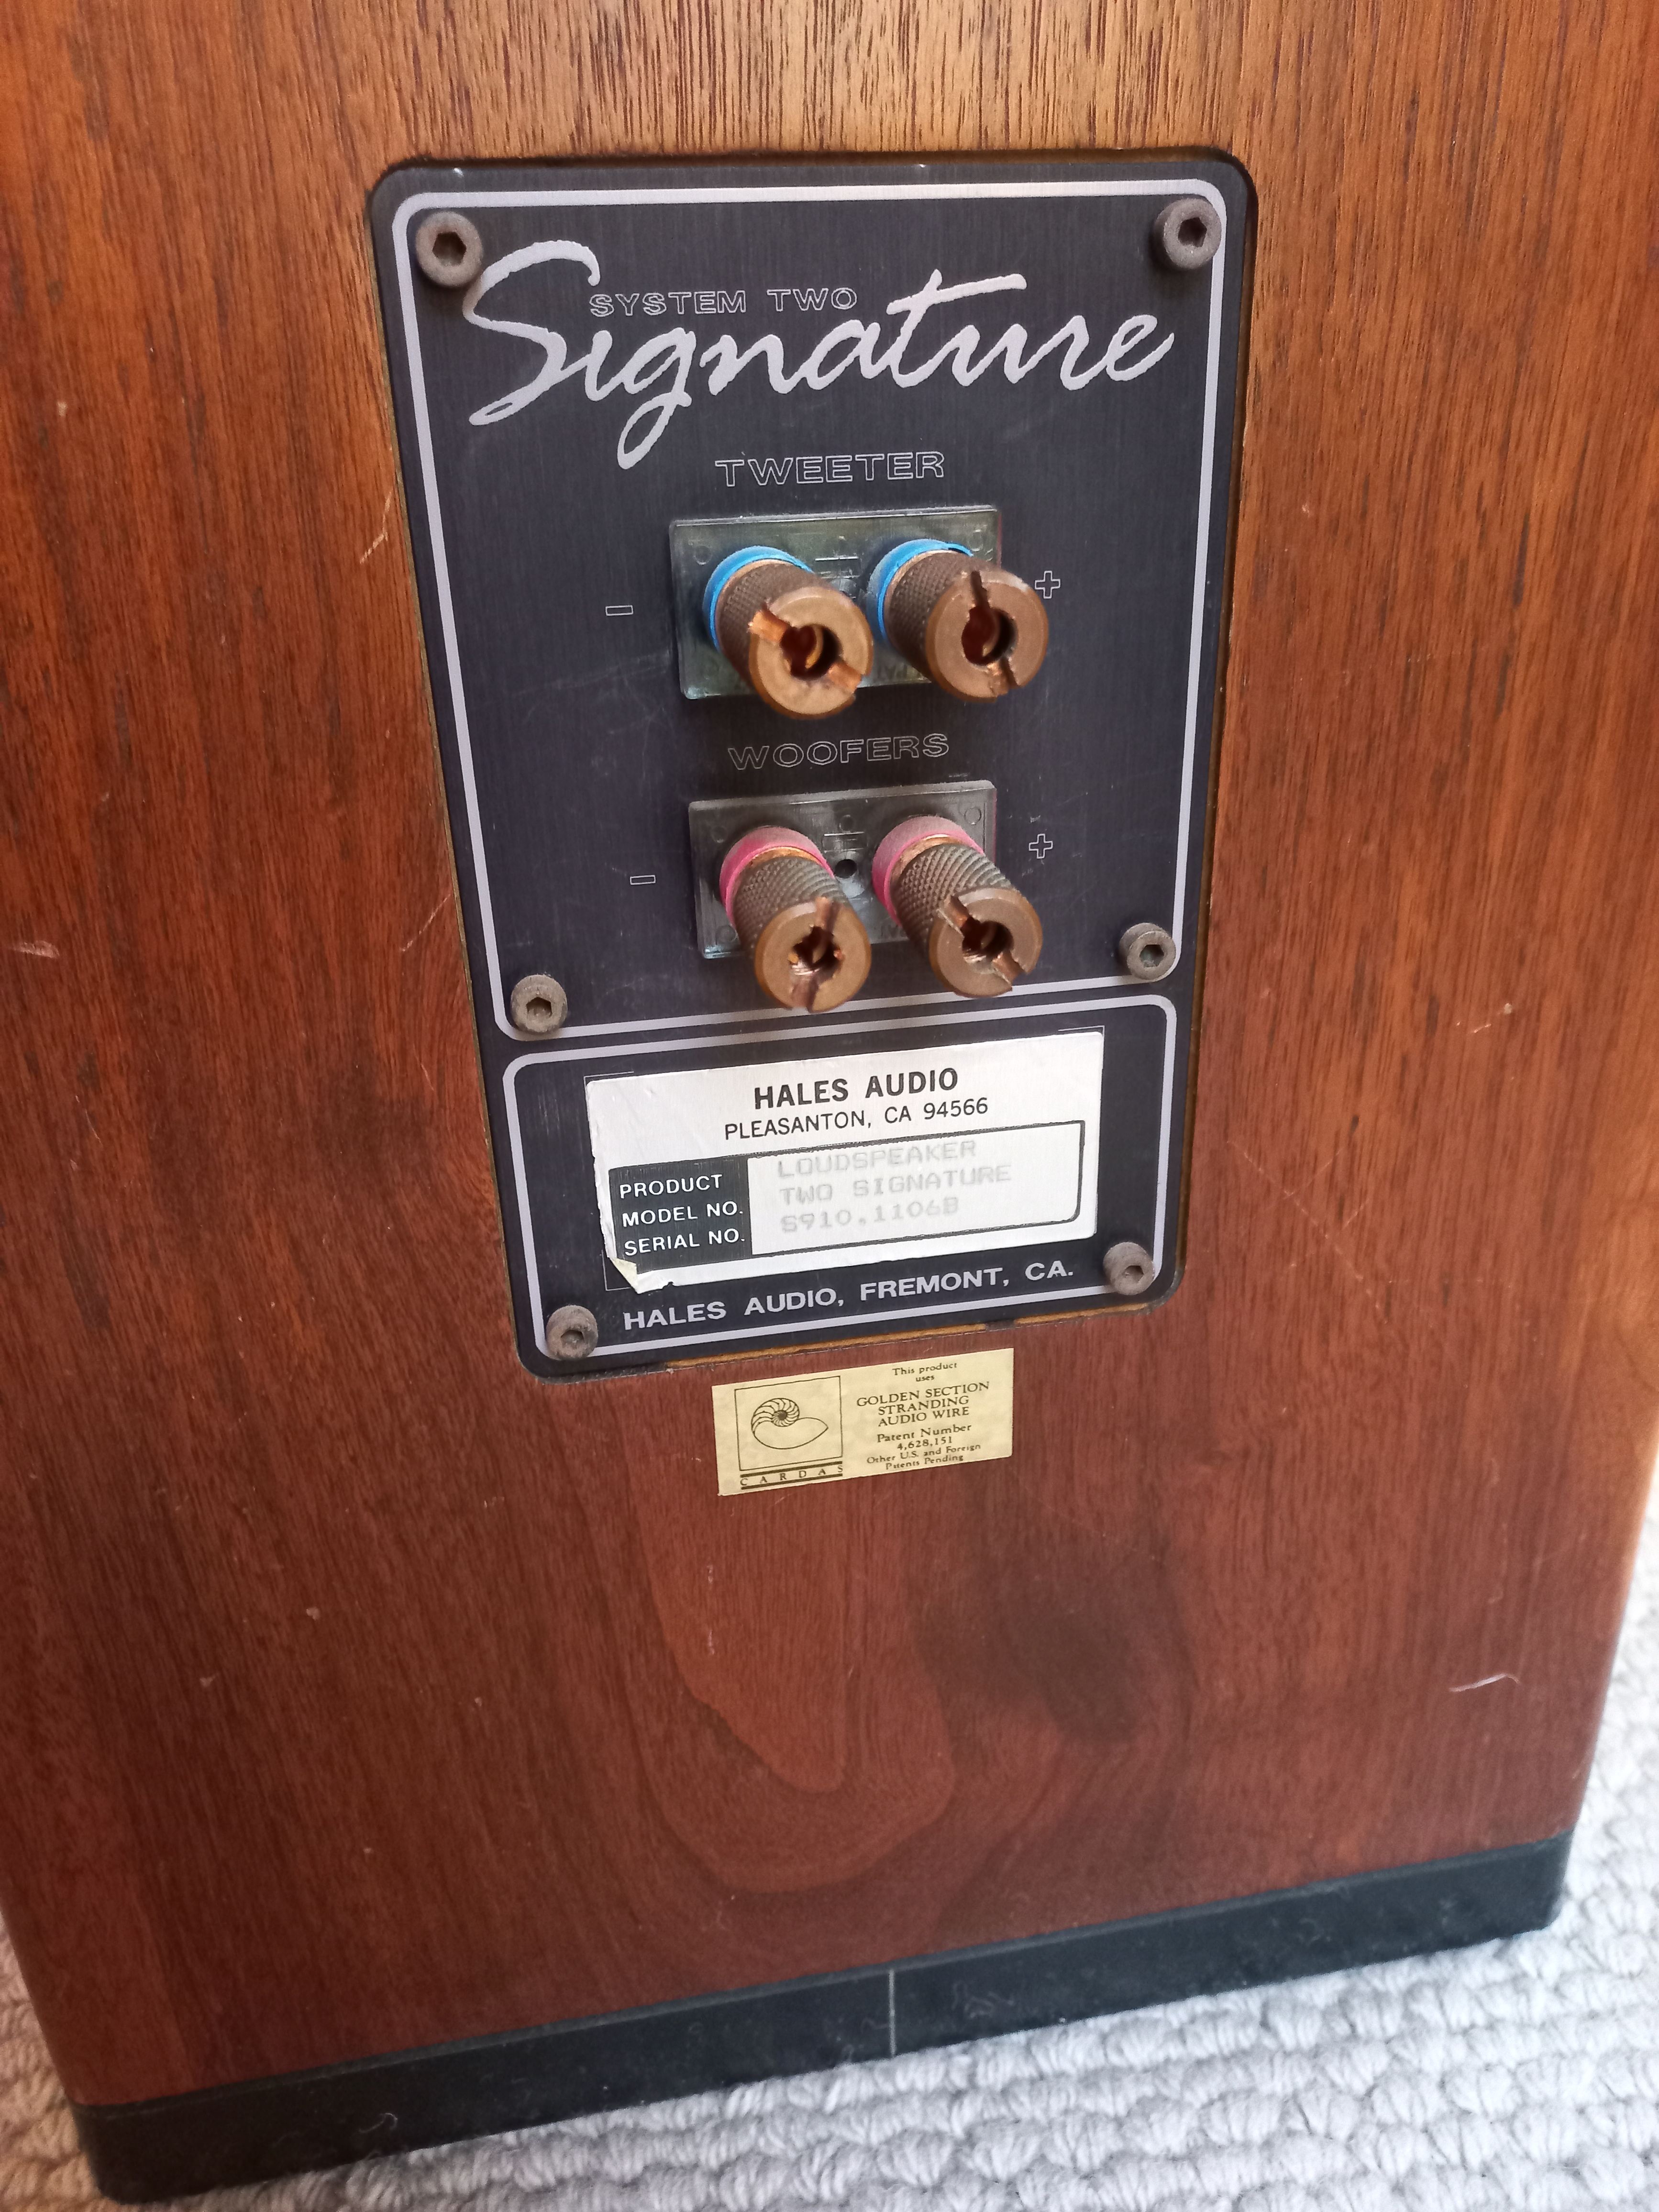 SYSTEM TWO
Signature
TWEETER
- +
WOOFERS
- +
HALES AUDIO
PLEASANTON, CA 94566
PRODUCT LOUDSPEAKER
MODEL NO. TWO SIGNATURE
SERIAL NO. S910.1106B
HALES AUDIO, FREMONT, CA.
This product
uses
GOLDEN SECTION
STRANDING
AUDIO WIRE
Patent Number
4,628,151
Other U.S. and Foreign
Patents Pending
CARDAS